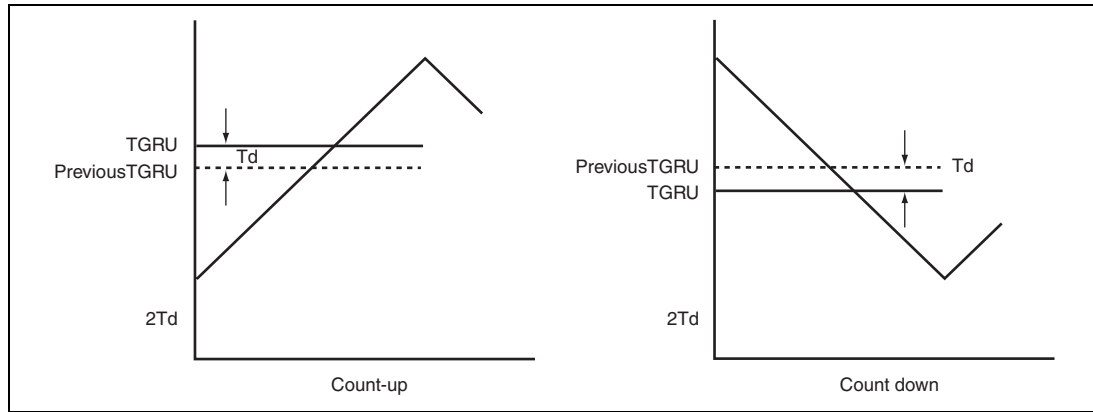 TGRU
Td
PreviousTGRU
2Td
Count-up
PreviousTGRU
Td
TGRU
2Td
Count down